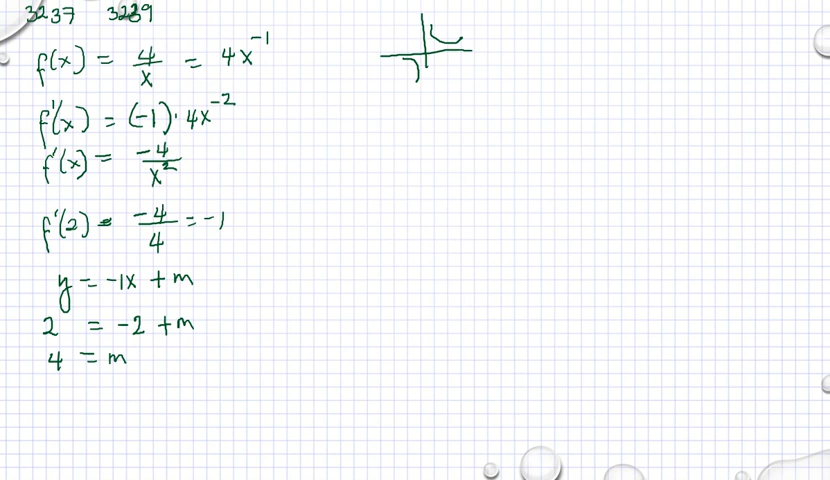 3237 3239
f(x) = 4/x = 4x^-1
f'(x) = (-1)·4x^-2
f'(x) = -4/x^2
f'(2) = -4/4 = -1
y = -1x + m
2 = -2 + m
4 = m